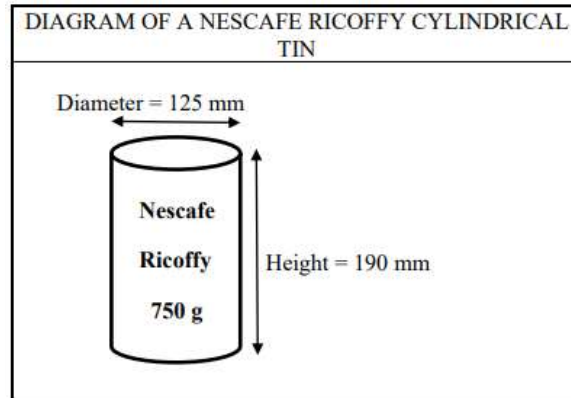 DIAGRAM OF A NESCAFE RICOFFY CYLINDRICAL
TIN
Diameter = 125 mm
Nescafe
Ricoffy
750 g
Height = 190 mm